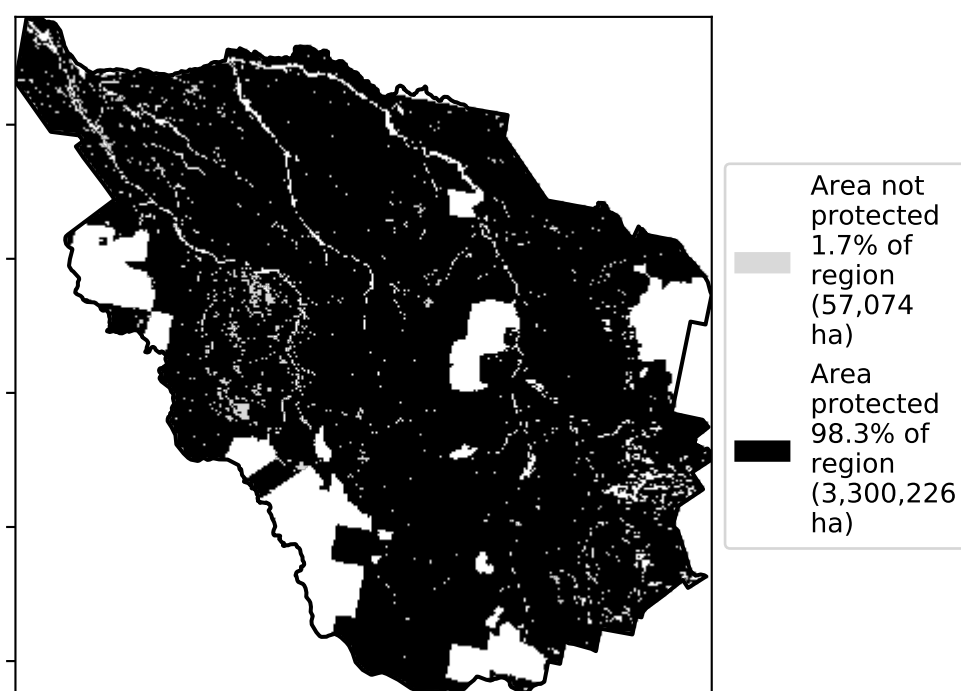 Area not
protected
1.7% of
region
(57,074
ha)
Area
protected
98.3% of
region
(3,300,226
ha)